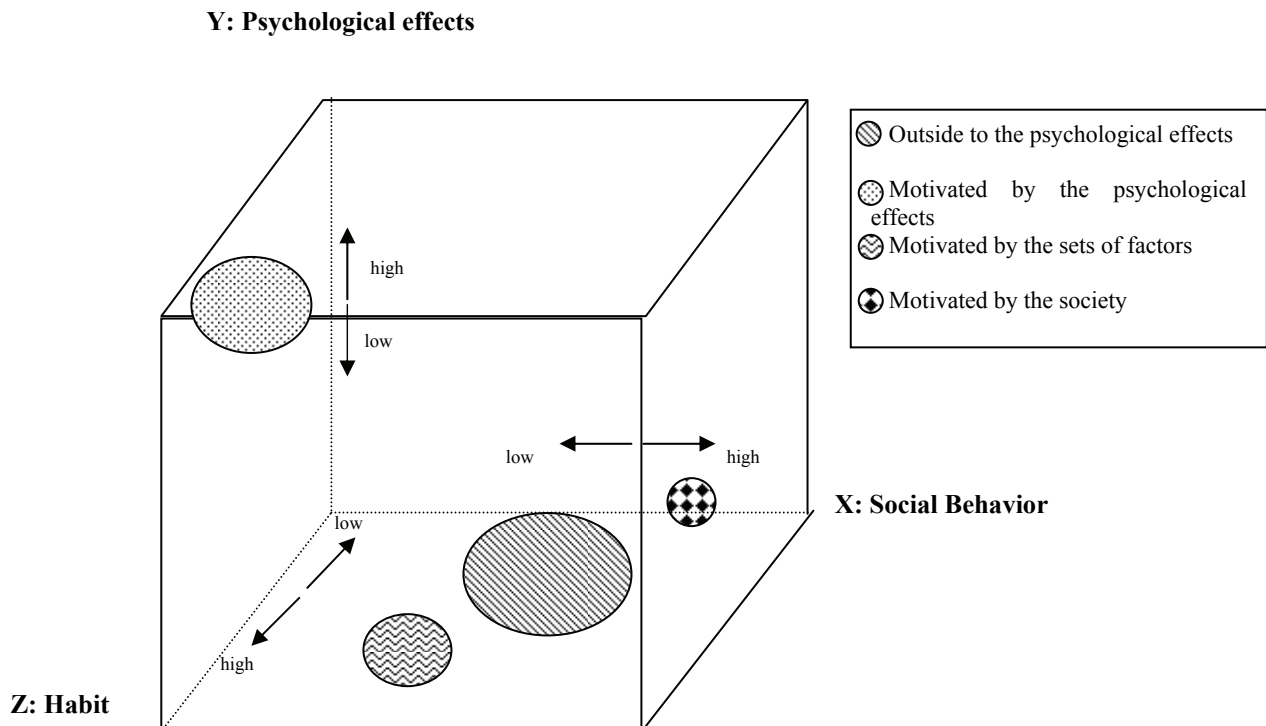 Y: Psychological effects
Outside to the psychological effects
Motivated by the psychological
effects
Motivated by the sets of factors
Motivated by the society
high
low
low
high
X: Social Behavior
low
high
Z: Habit